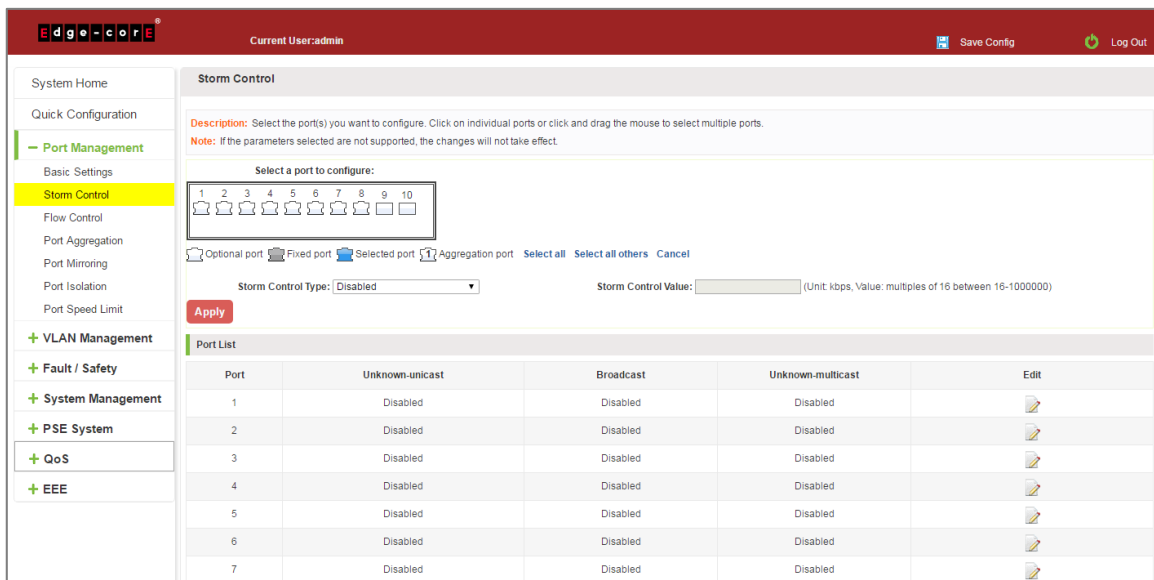 Edge-corE®
Current User:admin
Save Config
Log Out
System Home
Quick Configuration
− Port Management
Basic Settings
Storm Control
Flow Control
Port Aggregation
Port Mirroring
Port Isolation
Port Speed Limit
+ VLAN Management
+ Fault / Safety
+ System Management
+ PSE System
+ QoS
+ EEE
Storm Control
Description: Select the port(s) you want to configure. Click on individual ports or click and drag the mouse to select multiple ports.
Note: If the parameters selected are not supported, the changes will not take effect.
Select a port to configure:
1 2 3 4 5 6 7 8 9 10
Optional port Fixed port Selected port 1 Aggregation port Select all Select all others Cancel
Storm Control Type: Disabled Storm Control Value: (Unit: kbps, Value: multiples of 16 between 16-1000000)
Apply
Port List
Port Unknown-unicast Broadcast Unknown-multicast Edit
1 Disabled Disabled Disabled
2 Disabled Disabled Disabled
3 Disabled Disabled Disabled
4 Disabled Disabled Disabled
5 Disabled Disabled Disabled
6 Disabled Disabled Disabled
7 Disabled Disabled Disabled